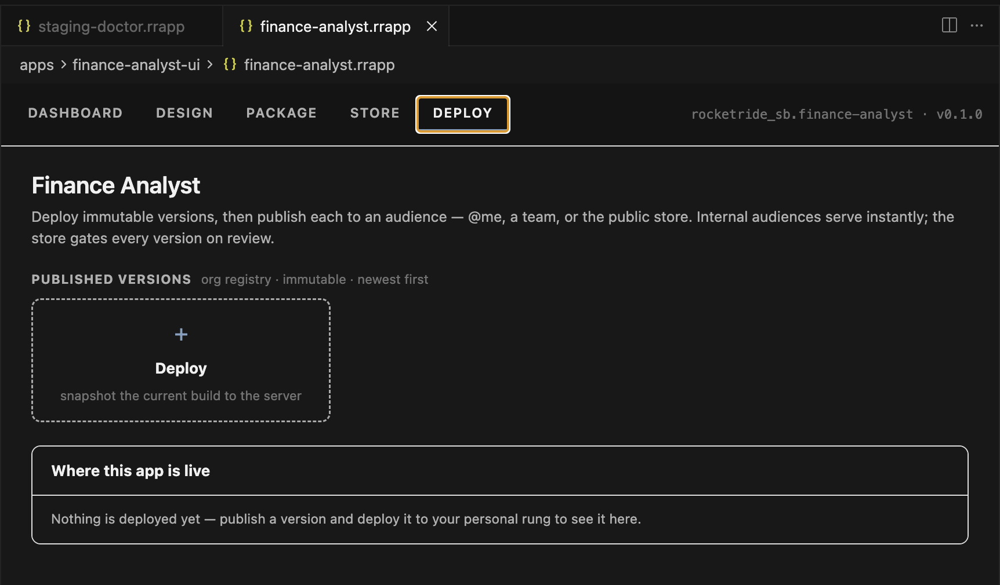 {} staging-doctor.rrapp
{} finance-analyst.rrapp
apps > finance-analyst-ui > {} finance-analyst.rrapp
DASHBOARD
DESIGN
PACKAGE
STORE
DEPLOY
rocketride_sb.finance-analyst · v0.1.0
Finance Analyst
Deploy immutable versions, then publish each to an audience — @me, a team, or the public store. Internal audiences serve instantly; the
store gates every version on review.
PUBLISHED VERSIONS org registry · immutable · newest first
+
Deploy
snapshot the current build to the server
Where this app is live
Nothing is deployed yet — publish a version and deploy it to your personal rung to see it here.